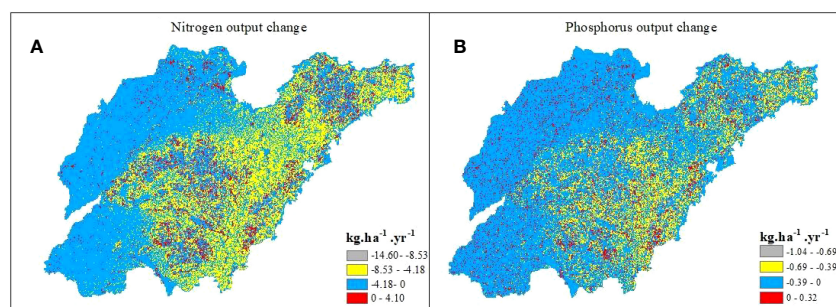 Nitrogen output change
A
kg.ha⁻¹ .yr⁻¹
-14.60- -8.53
-8.53 - -4.18
-4.18- 0
0 - 4.10
Phosphorus output change
B
kg.ha⁻¹ .yr⁻¹
-1.04 - -0.69
-0.69 - -0.39
-0.39 - 0
0 - 0.32